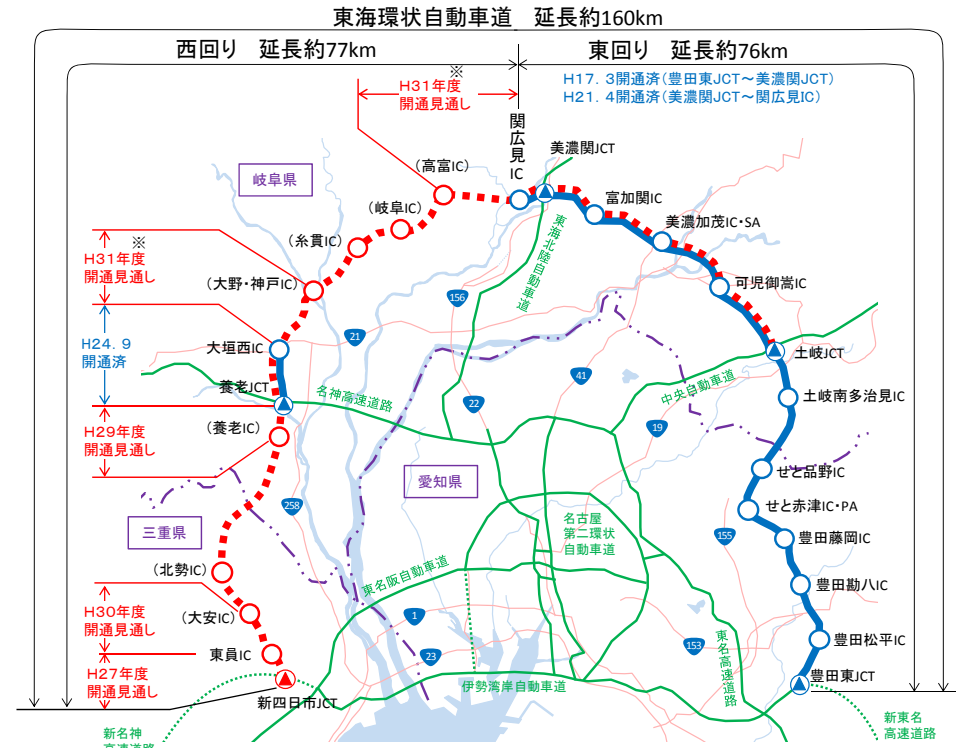 東海環状自動車道　延長約160km
西回り　延長約77km
東回り　延長約76km
※
H31年度
開通見通し
H17. 3開通済(豊田東JCT～美濃関JCT)
H21. 4開通済(美濃関JCT～関広見IC)
関広見IC
美濃関JCT
(高富IC)
岐阜県
富加関IC
(岐阜IC)
美濃加茂IC・SA
東海北陸自動車道
(糸貫IC)
※
H31年度
開通見通し
(大野・神戸IC)
可児御嵩IC
156
21
H24. 9
開通済
大垣西IC
土岐JCT
養老JCT
41
中央自動車道
名神高速道路
22
土岐南多治見IC
H29年度
開通見通し
(養老IC)
19
せと品野IC
愛知県
258
せと赤津IC・PA
三重県
名古屋
第二環状
自動車道
155
豊田藤岡IC
(北勢IC)
東名阪自動車道
豊田勘八IC
H30年度
開通見通し
(大安IC)
1
豊田松平IC
153
東名高速道路
23
東員IC
H27年度
開通見通し
伊勢湾岸自動車道
豊田東JCT
新四日市JCT
新名神
高速道路
新東名
高速道路